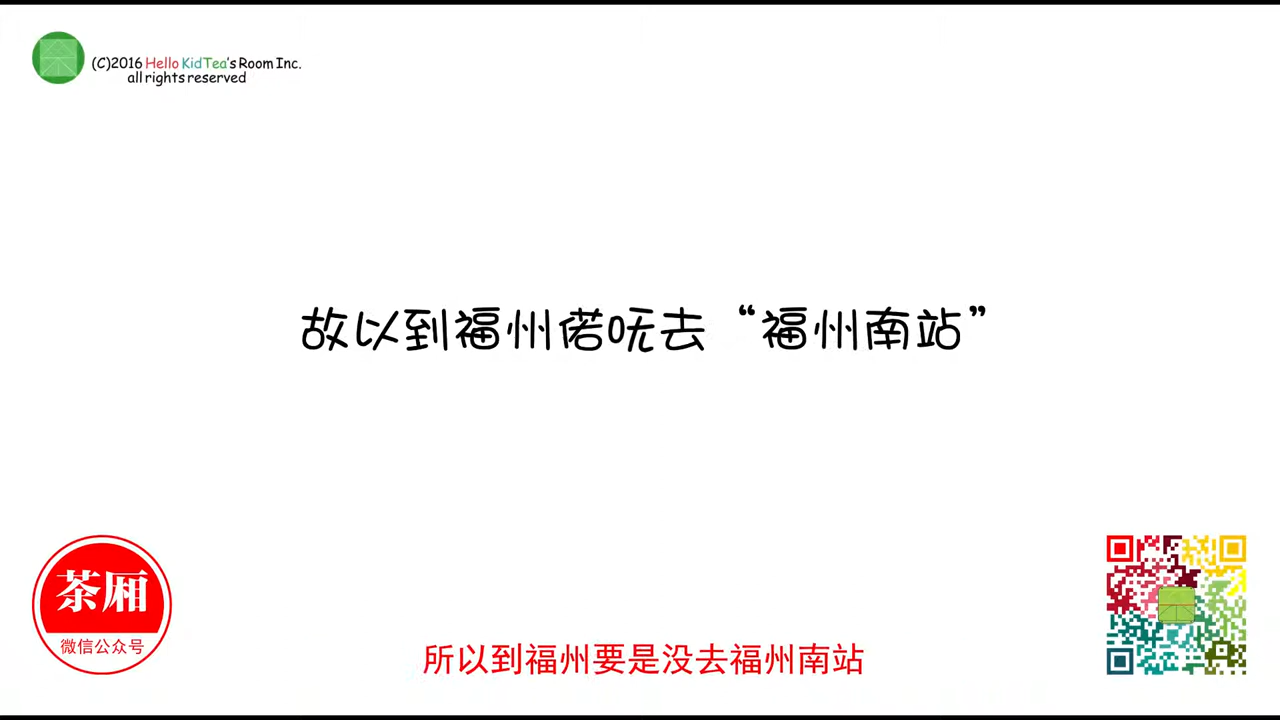 (C)2016 Hello KidTea's Room Inc.
all rights reserved
故以到福州偌呒去“福州南站”
茶厢
微信公众号
所以到福州要是没去福州南站